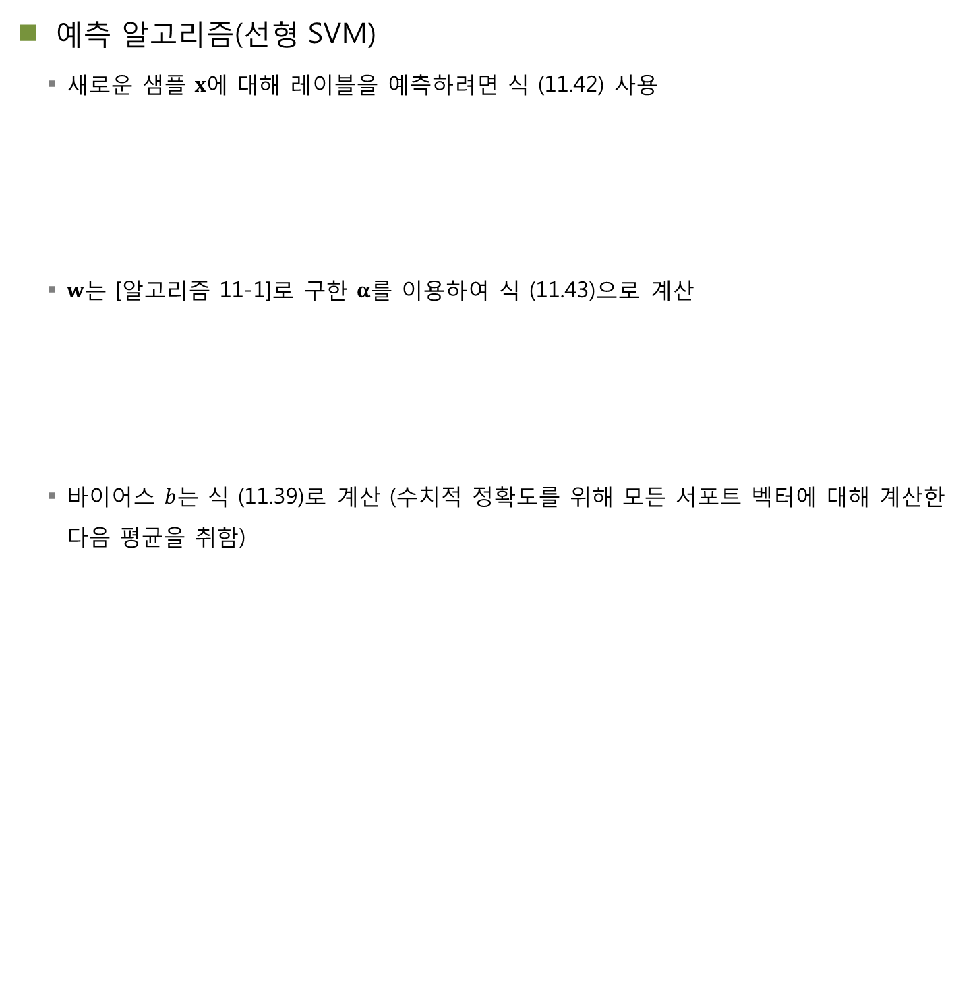 예측 알고리즘(선형 SVM)
새로운 샘플 x에 대해 레이블을 예측하려면 식 (11.42) 사용
w는 [알고리즘 11-1]로 구한 α를 이용하여 식 (11.43)으로 계산
바이어스 b는 식 (11.39)로 계산 (수치적 정확도를 위해 모든 서포트 벡터에 대해 계산한
다음 평균을 취함)